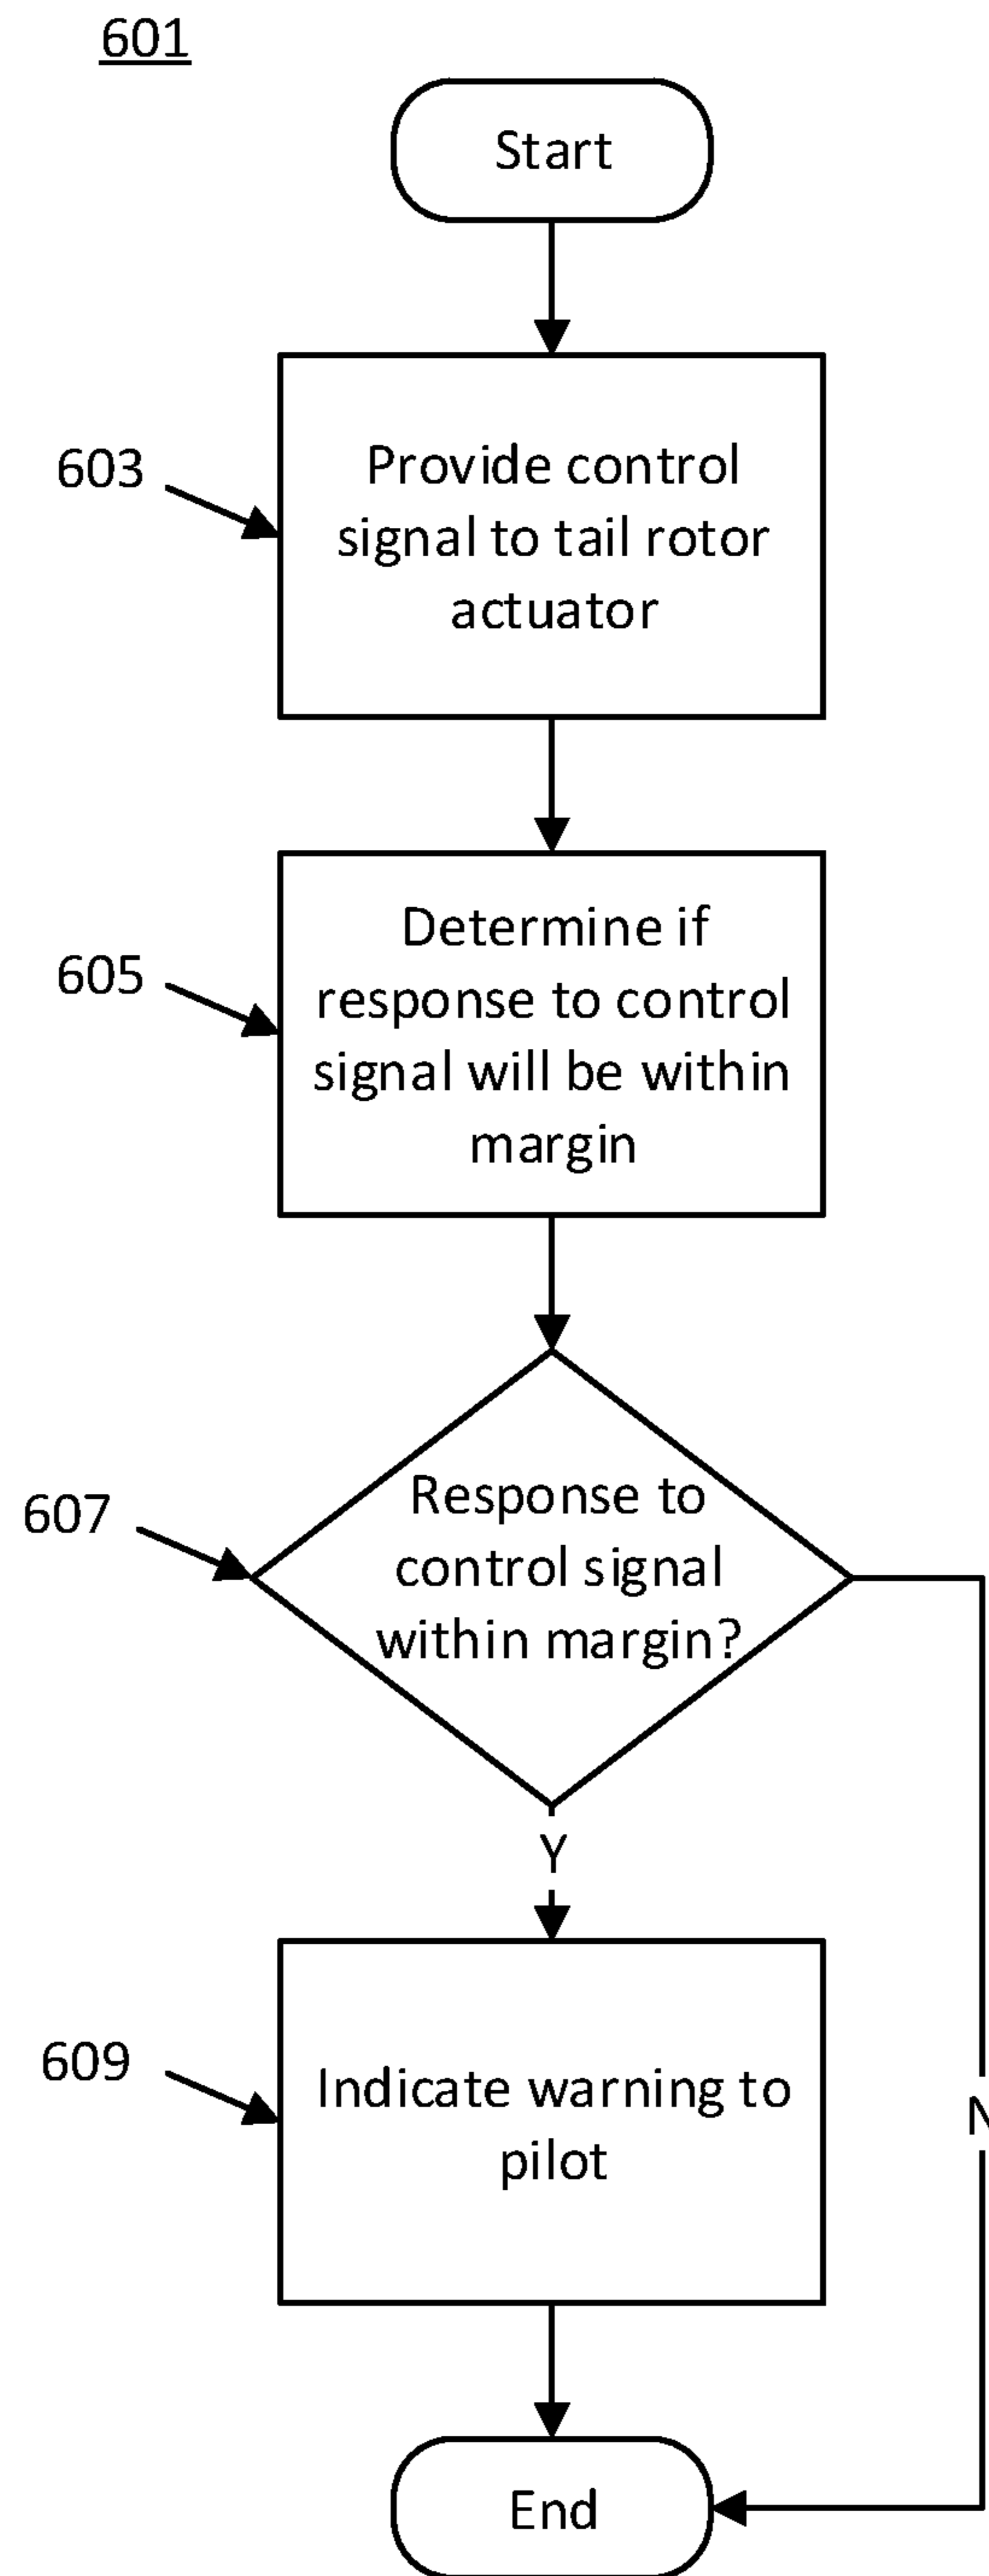 601
Start
603
Provide control
signal to tail rotor
actuator
605
Determine if
response to control
signal will be within
margin
607
Response to
control signal
within margin?
Y
609
Indicate warning to
pilot
N
End